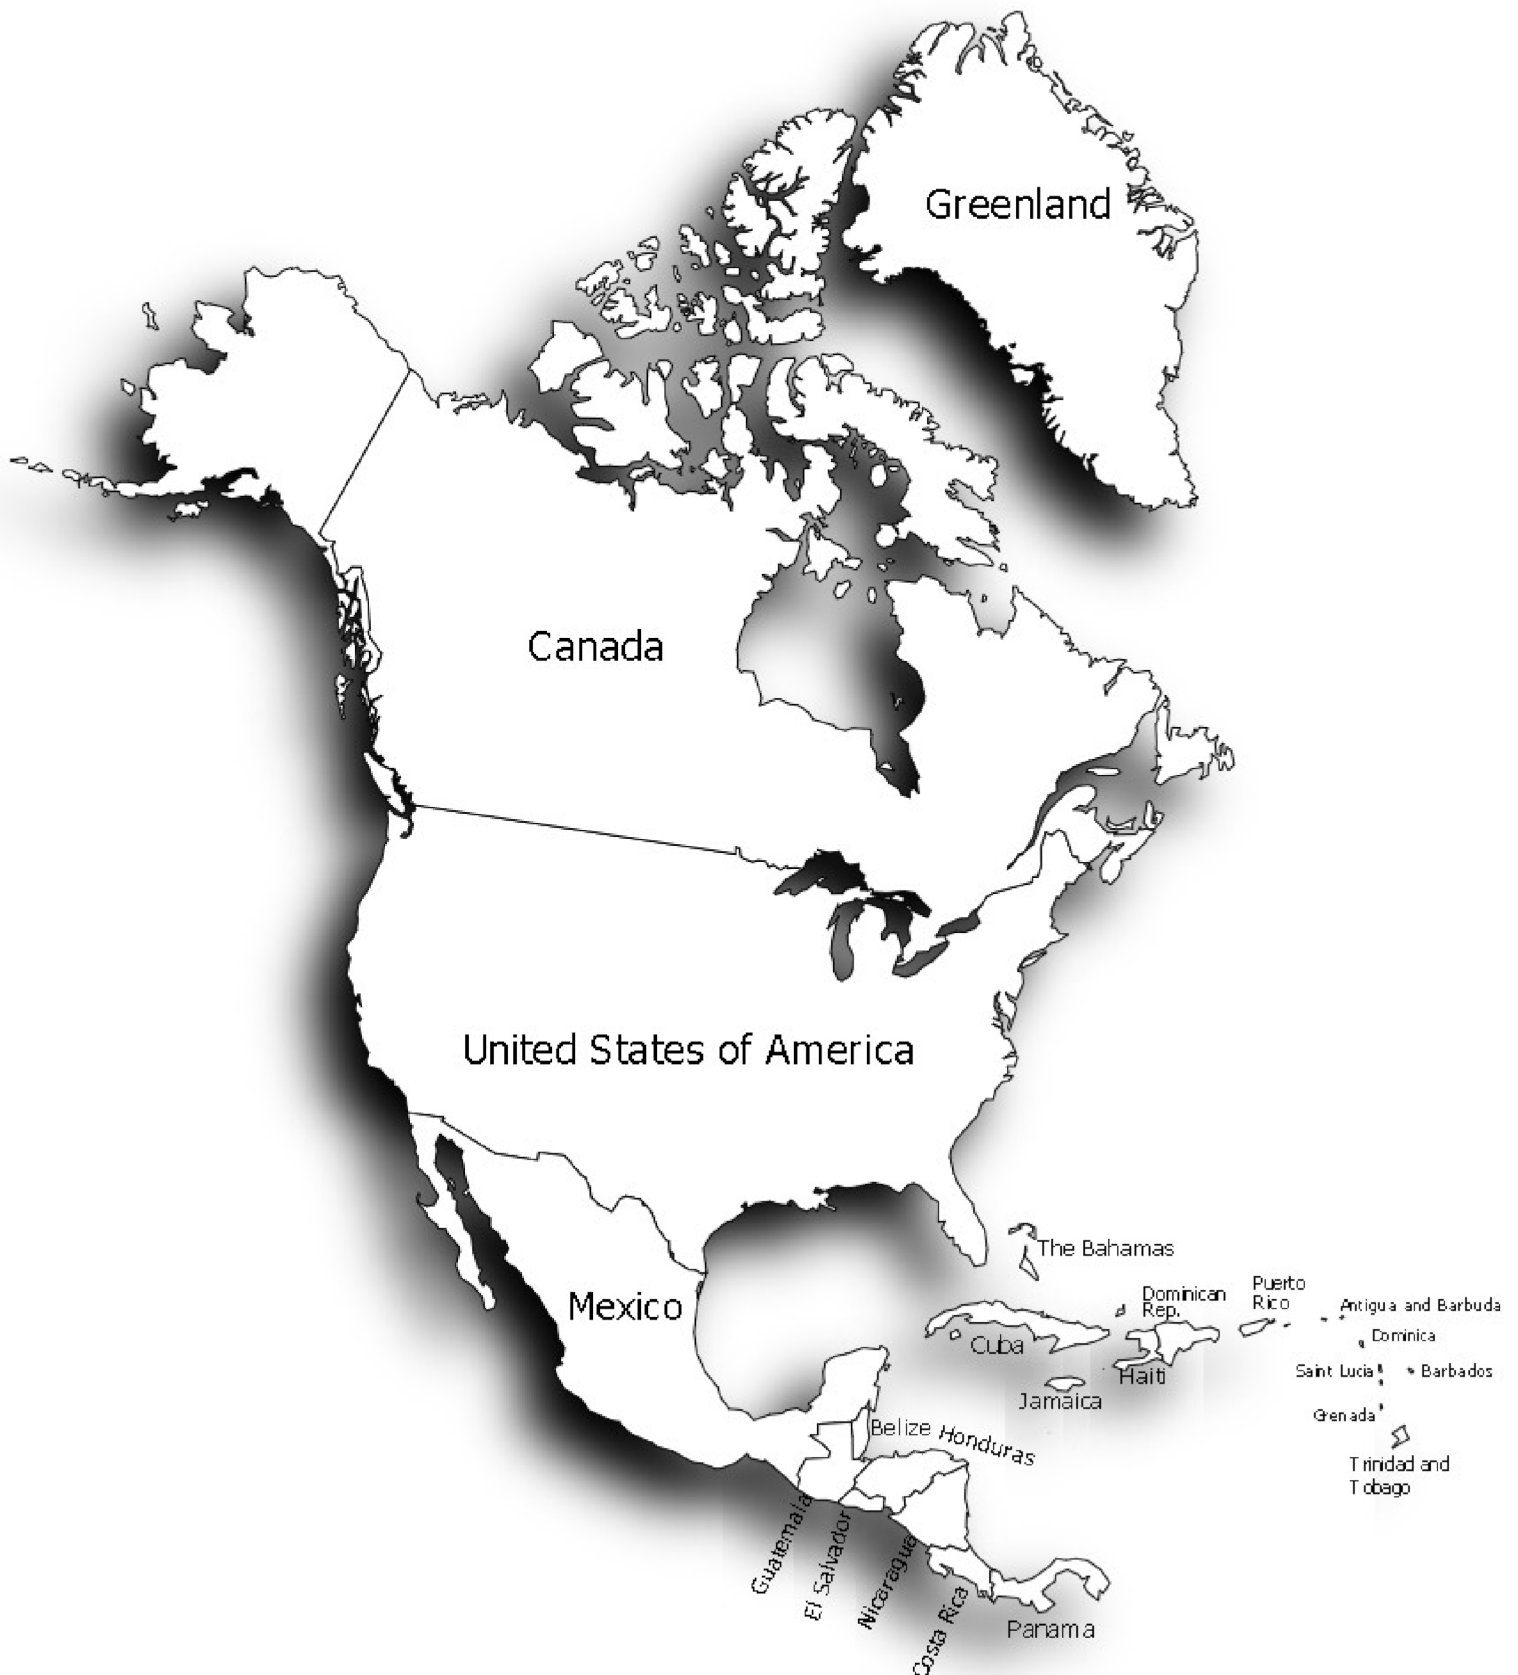 Greenland
Canada
United States of America
Mexico
The Bahamas
Cuba
Dominican
Rep.
Puerto
Rico
Antigua and Barbuda
Dominica
Haiti
Saint Lucia
Barbados
Jamaica
Grenada
Belize
Honduras
Trinidad and
Tobago
Guatemala
El Salvador
Nicaragua
Costa Rica
Panama